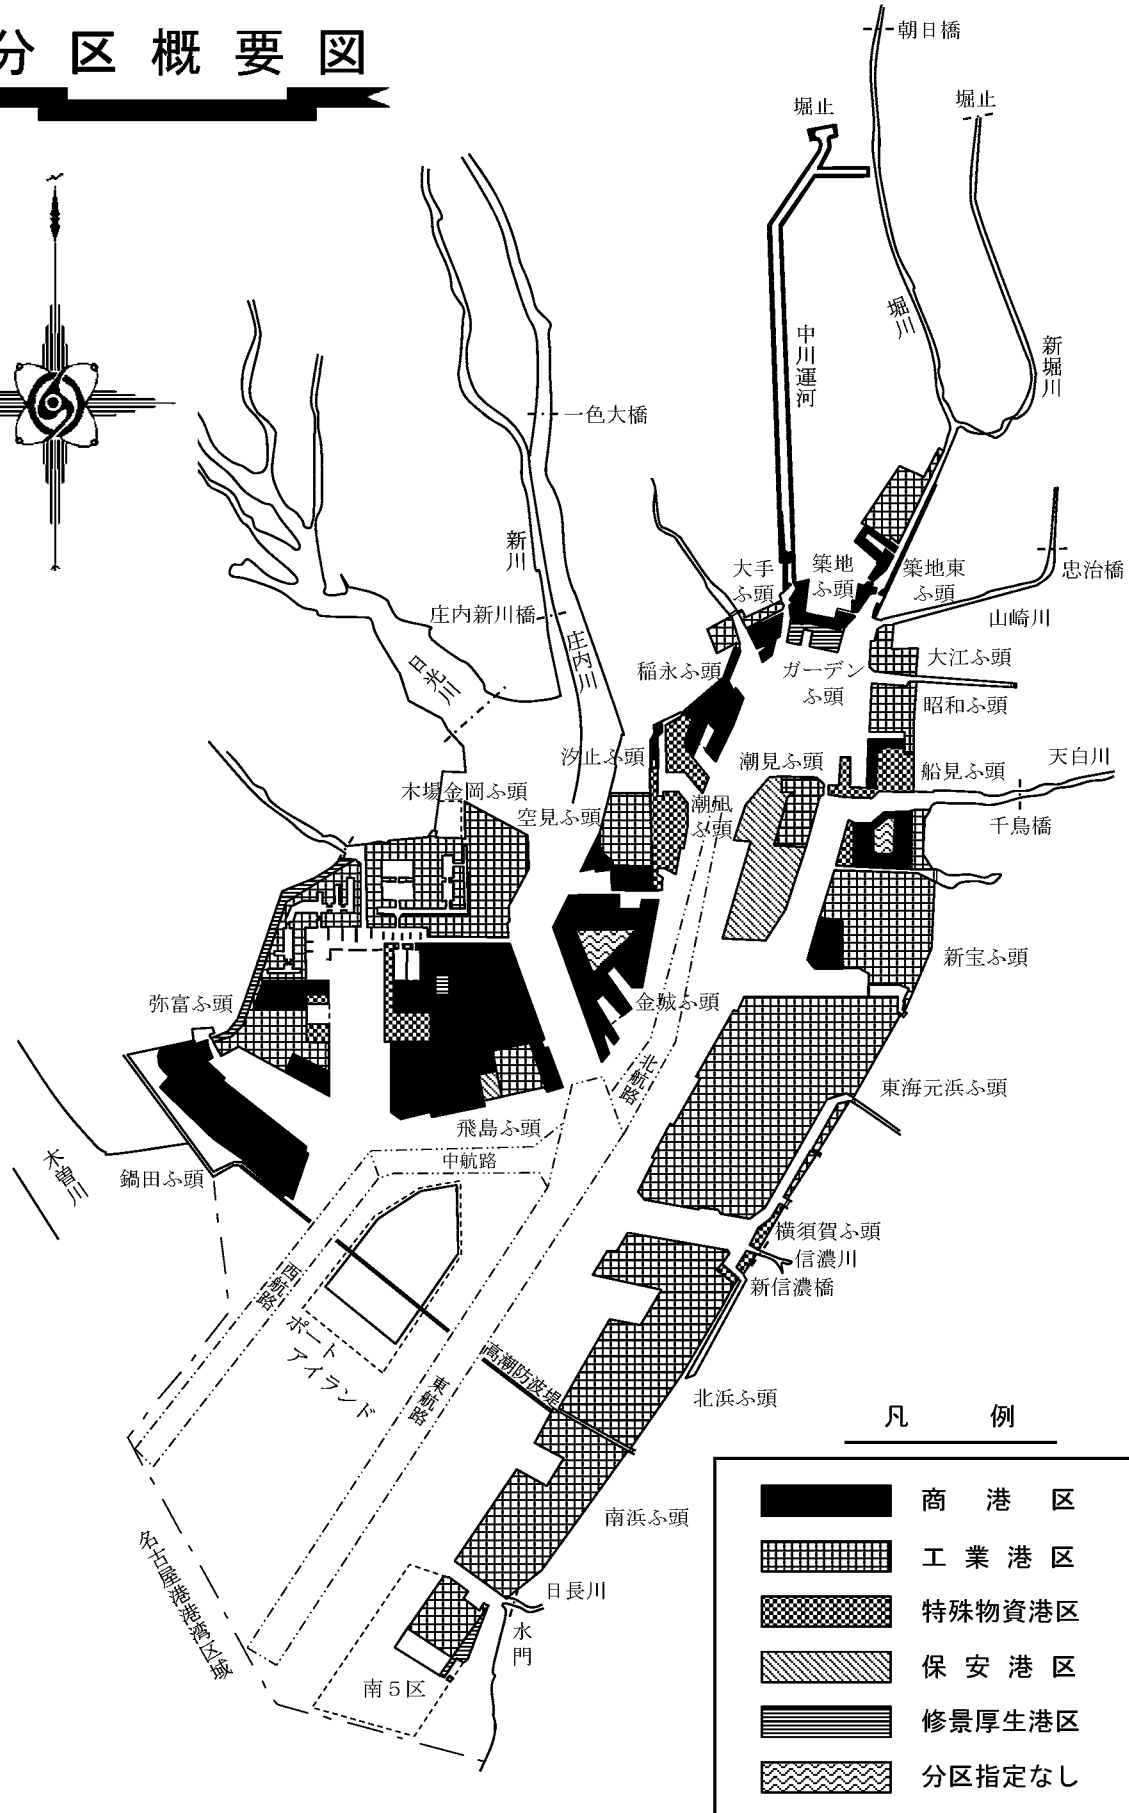 分区概要図
朝日橋
堀止
堀止
堀川
新堀川
中川運河
一色大橋
新川
庄内新川橋
庄内川
日光川
大手ふ頭
築地ふ頭
築地東ふ頭
忠治橋
山崎川
稲永ふ頭
ガーデンふ頭
大江ふ頭
昭和ふ頭
汐止ふ頭
潮見ふ頭
船見ふ頭
天白川
木場金岡ふ頭
空見ふ頭
潮凪ふ頭
千鳥橋
新宝ふ頭
弥富ふ頭
金城ふ頭
北航路
東海元浜ふ頭
飛島ふ頭
中航路
木曽川
鍋田ふ頭
横須賀ふ頭
信濃川
新信濃橋
西航路
ポートアイランド
高潮防波堤
東航路
北浜ふ頭
南浜ふ頭
名古屋港港湾区域
日長川
水門
南5区
凡例
商港区
工業港区
特殊物資港区
保安港区
修景厚生港区
分区指定なし